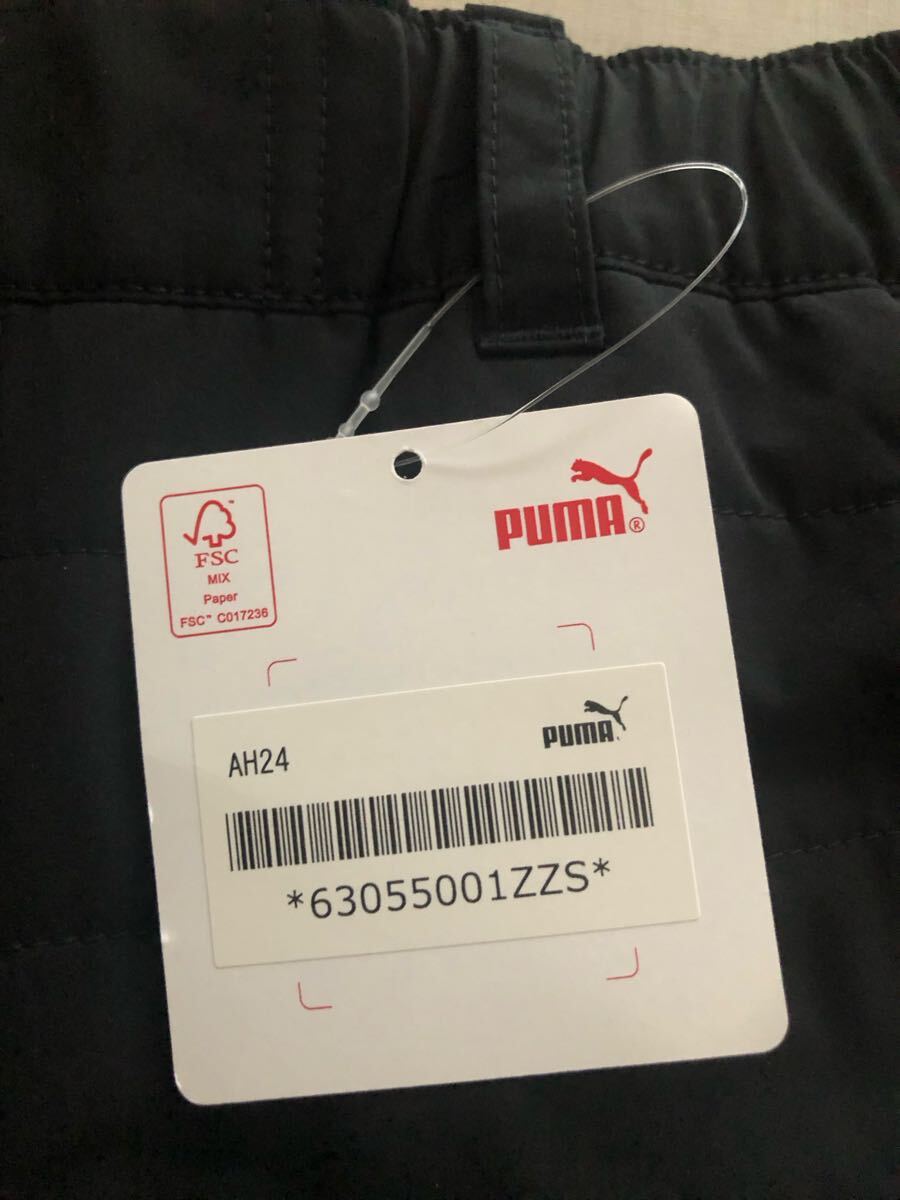 FSC
MIX
Paper
FSC™ C017236
PUMA®
AH24
PUMA
*63055001ZZS*